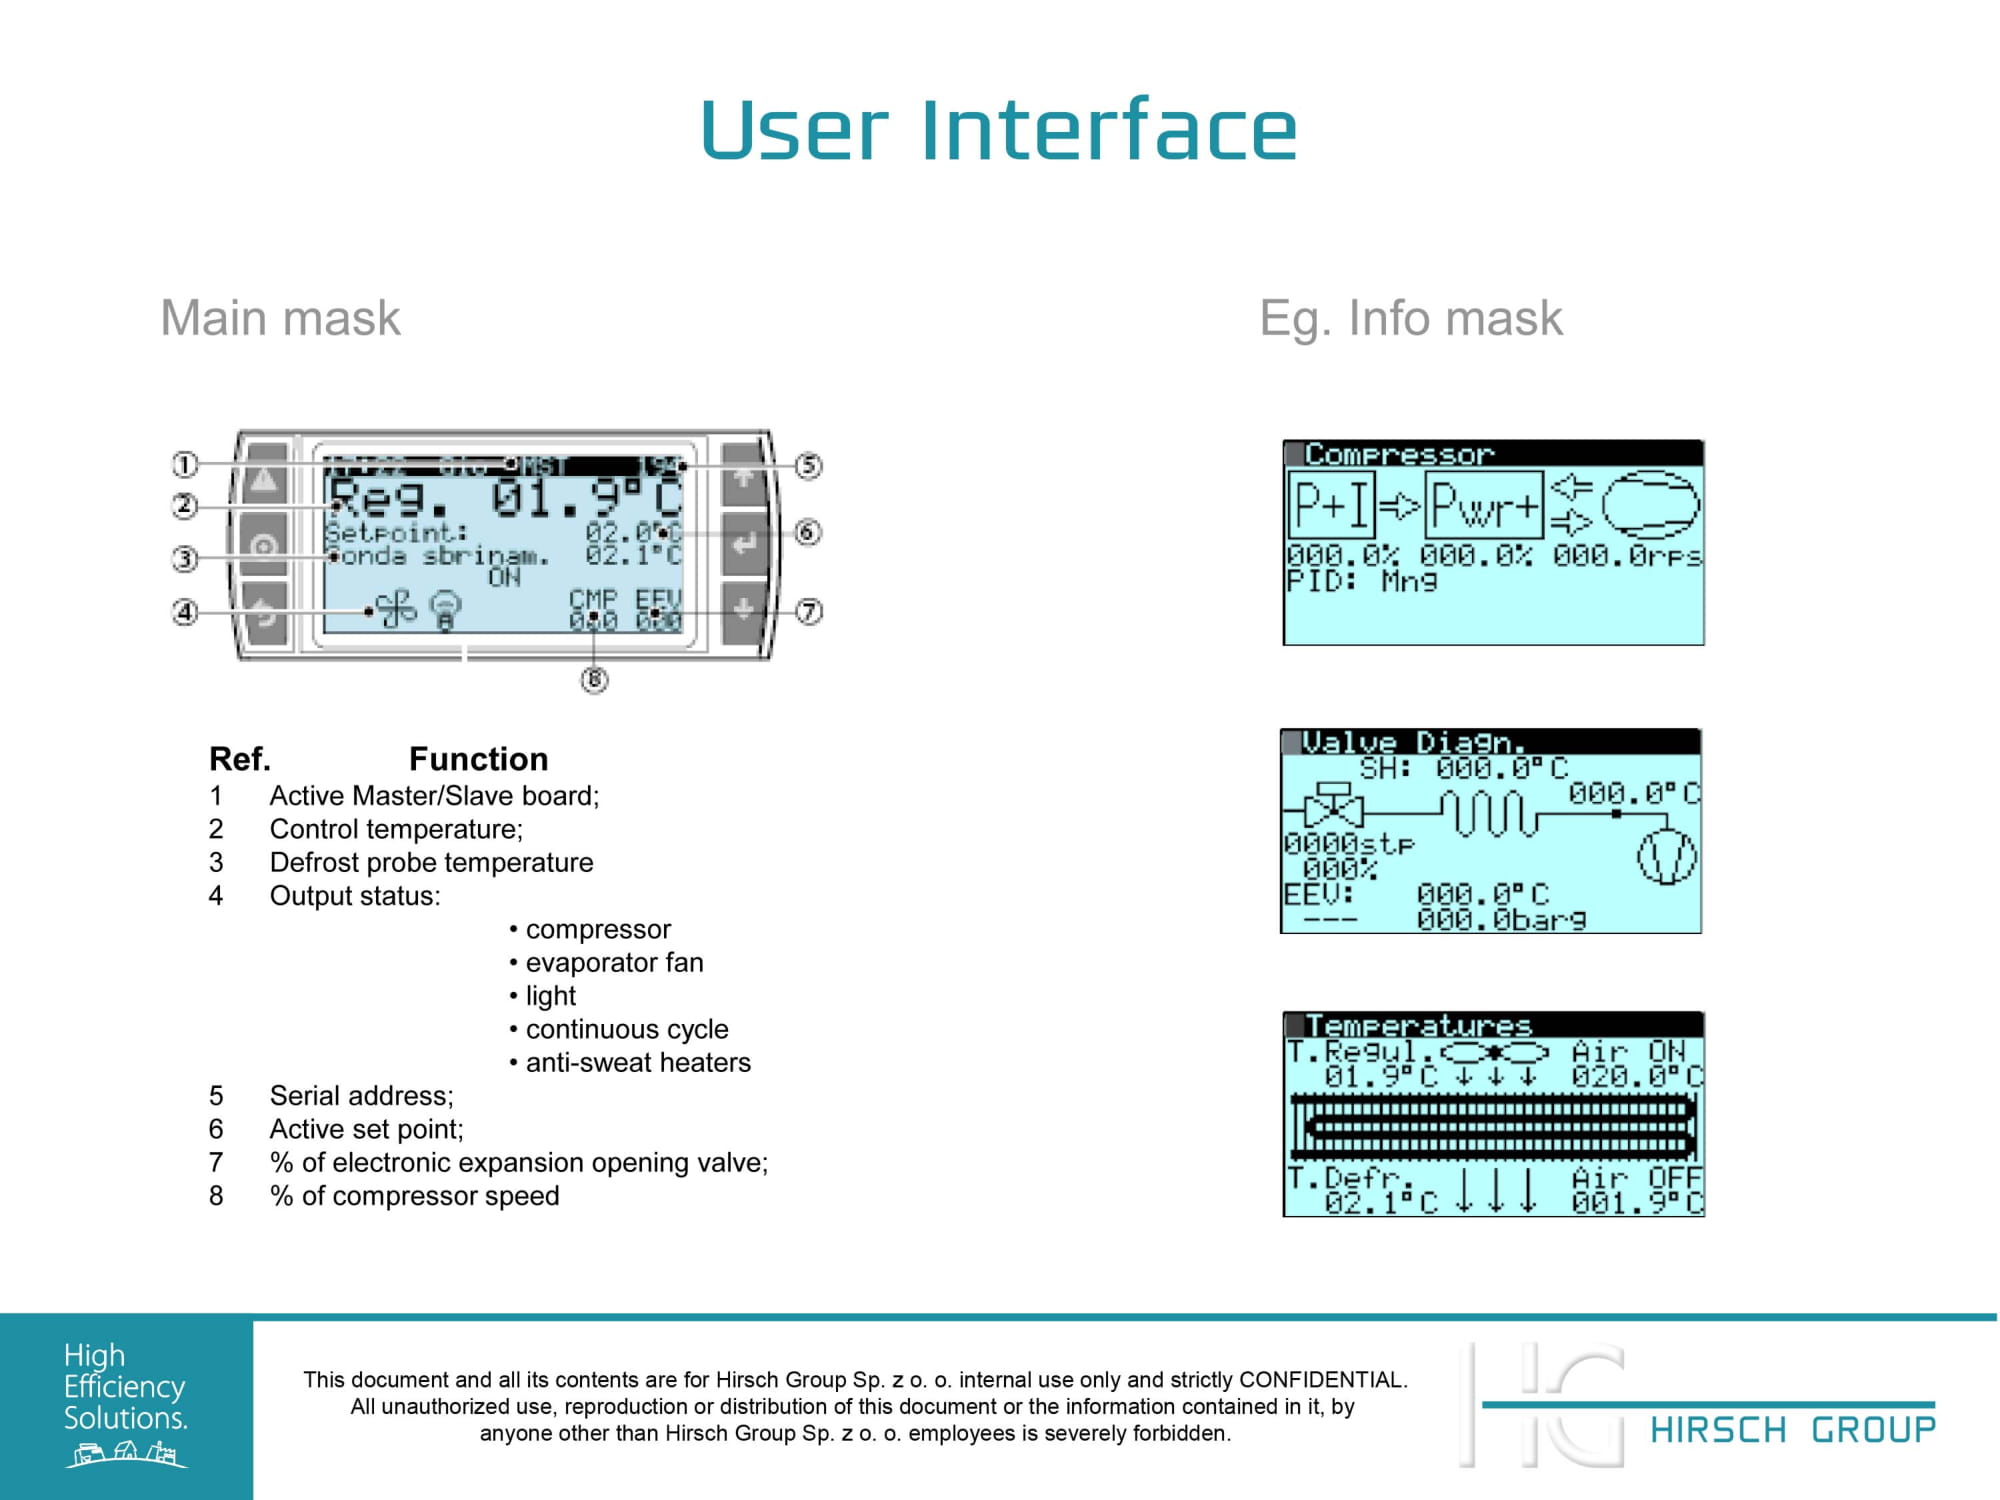 User Interface
Main mask
Eg. Info mask
1
2
3
4
5
6
7
8
MST
Reg. 01.9°C
Setpoint: 02.0°C
Sonda sbrinam. 02.1°C
ON
CMP EEV
000 000
Ref. Function
1 Active Master/Slave board;
2 Control temperature;
3 Defrost probe temperature
4 Output status:
• compressor
• evaporator fan
• light
• continuous cycle
• anti-sweat heaters
5 Serial address;
6 Active set point;
7 % of electronic expansion opening valve;
8 % of compressor speed
Compressor
P+I Pwr+
000.0% 000.0% 000.0rps
PID: Mng
Valve Diagn.
SH: 000.0°C
000.0°C
0000stp
000%
EEV: 000.0°C
--- 000.0barg
Temperatures
T.Regul. Air ON
01.9°C 020.0°C
T.Defr. Air OFF
02.1°C 001.9°C
High
Efficiency
Solutions.
This document and all its contents are for Hirsch Group Sp. z o. o. internal use only and strictly CONFIDENTIAL.
All unauthorized use, reproduction or distribution of this document or the information contained in it, by
anyone other than Hirsch Group Sp. z o. o. employees is severely forbidden.
HG
HIRSCH GROUP